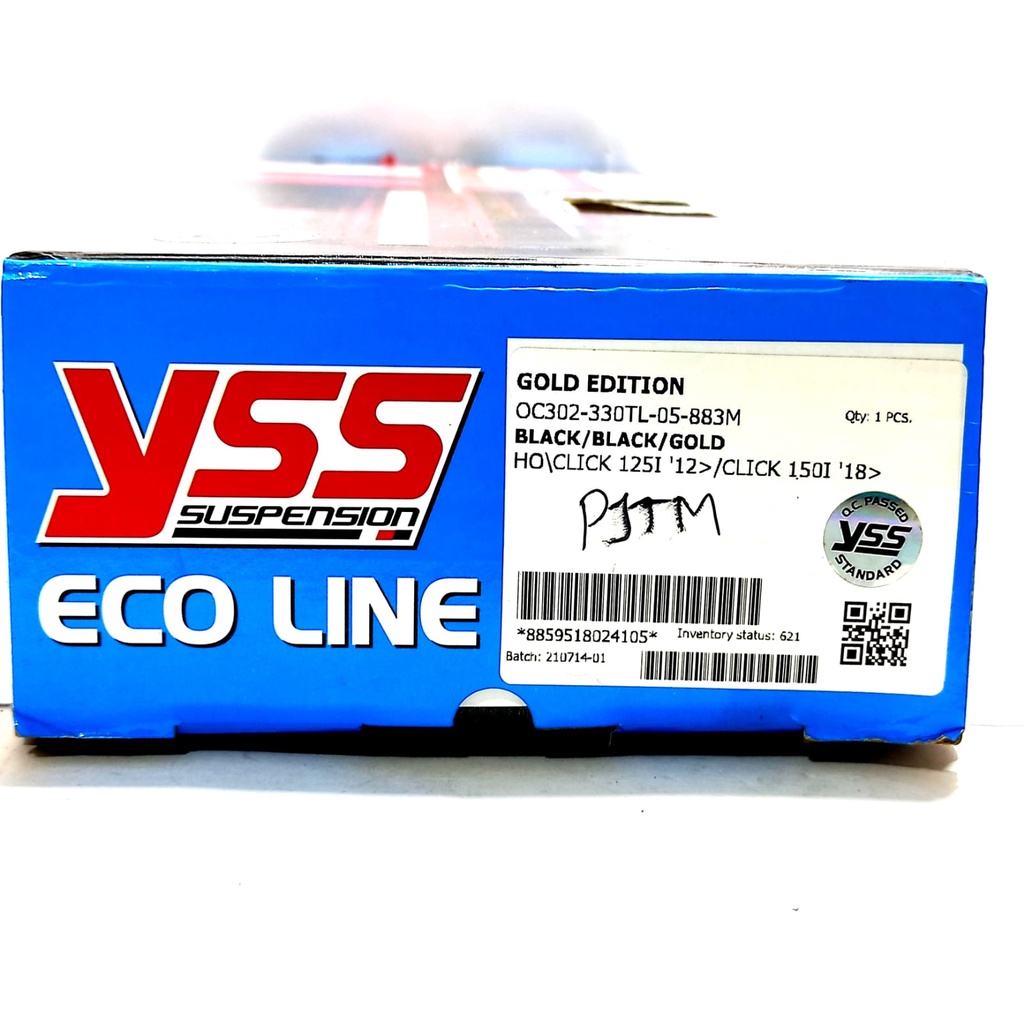 YSS
SUSPENSION
ECO LINE
GOLD EDITION
OC302-330TL-05-883M
Qty: 1 PCS.
BLACK/BLACK/GOLD
HO\CLICK 125I '12>/CLICK 150I '18>
PJTM
Q.C. PASSED
YSS
STANDARD
*8859518024105*
Inventory status: 621
Batch: 210714-01